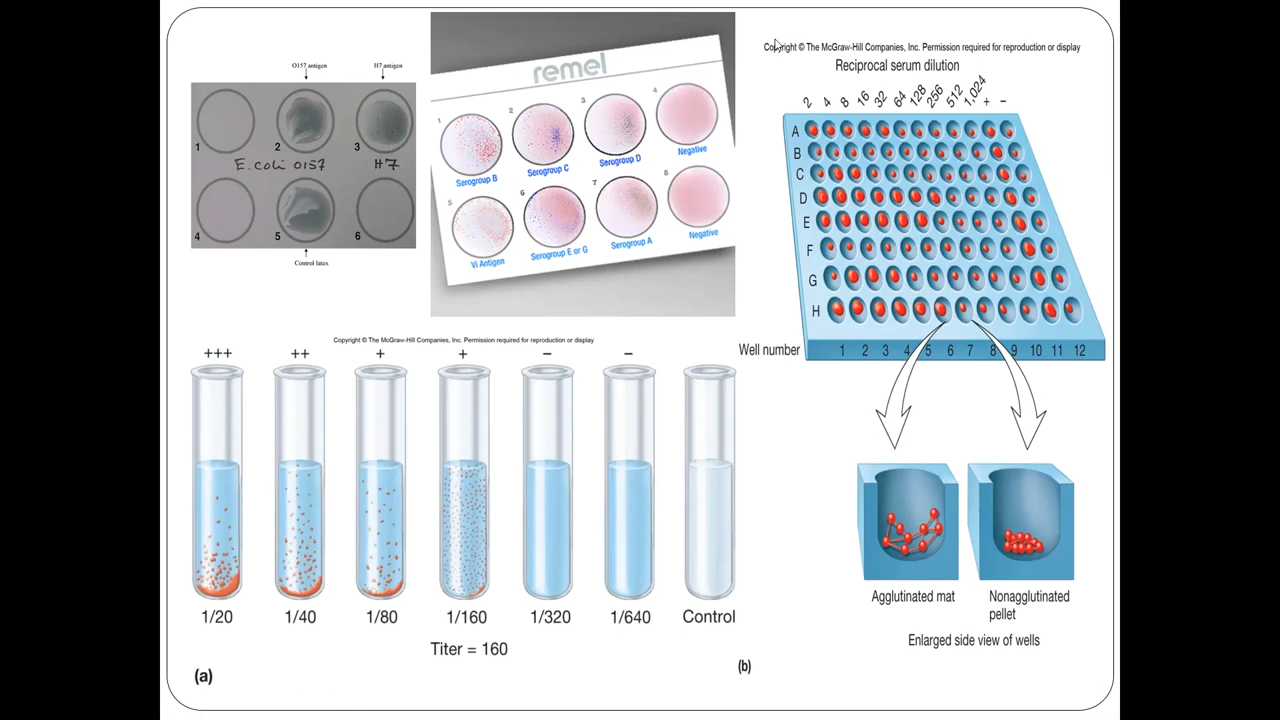 O157 antigen
H7 antigen
1
2
3
E.coli O157
H7
4
5
6
Control latex
remel
1
2
3
4
Serogroup B
Serogroup C
Serogroup D
Negative
5
6
7
8
Vi Antigen
Serogroup E or G
Serogroup A
Negative
Copyright © The McGraw-Hill Companies, Inc. Permission required for reproduction or display
Reciprocal serum dilution
2 4 8 16 32 64 128 256 512 1,024 + −
A
B
C
D
E
F
G
H
Well number 1 2 3 4 5 6 7 8 9 10 11 12
Agglutinated mat
Nonagglutinated
pellet
Enlarged side view of wells
(b)
Copyright © The McGraw-Hill Companies, Inc. Permission required for reproduction or display
+++ ++ + + − −
1/20 1/40 1/80 1/160 1/320 1/640 Control
Titer = 160
(a)